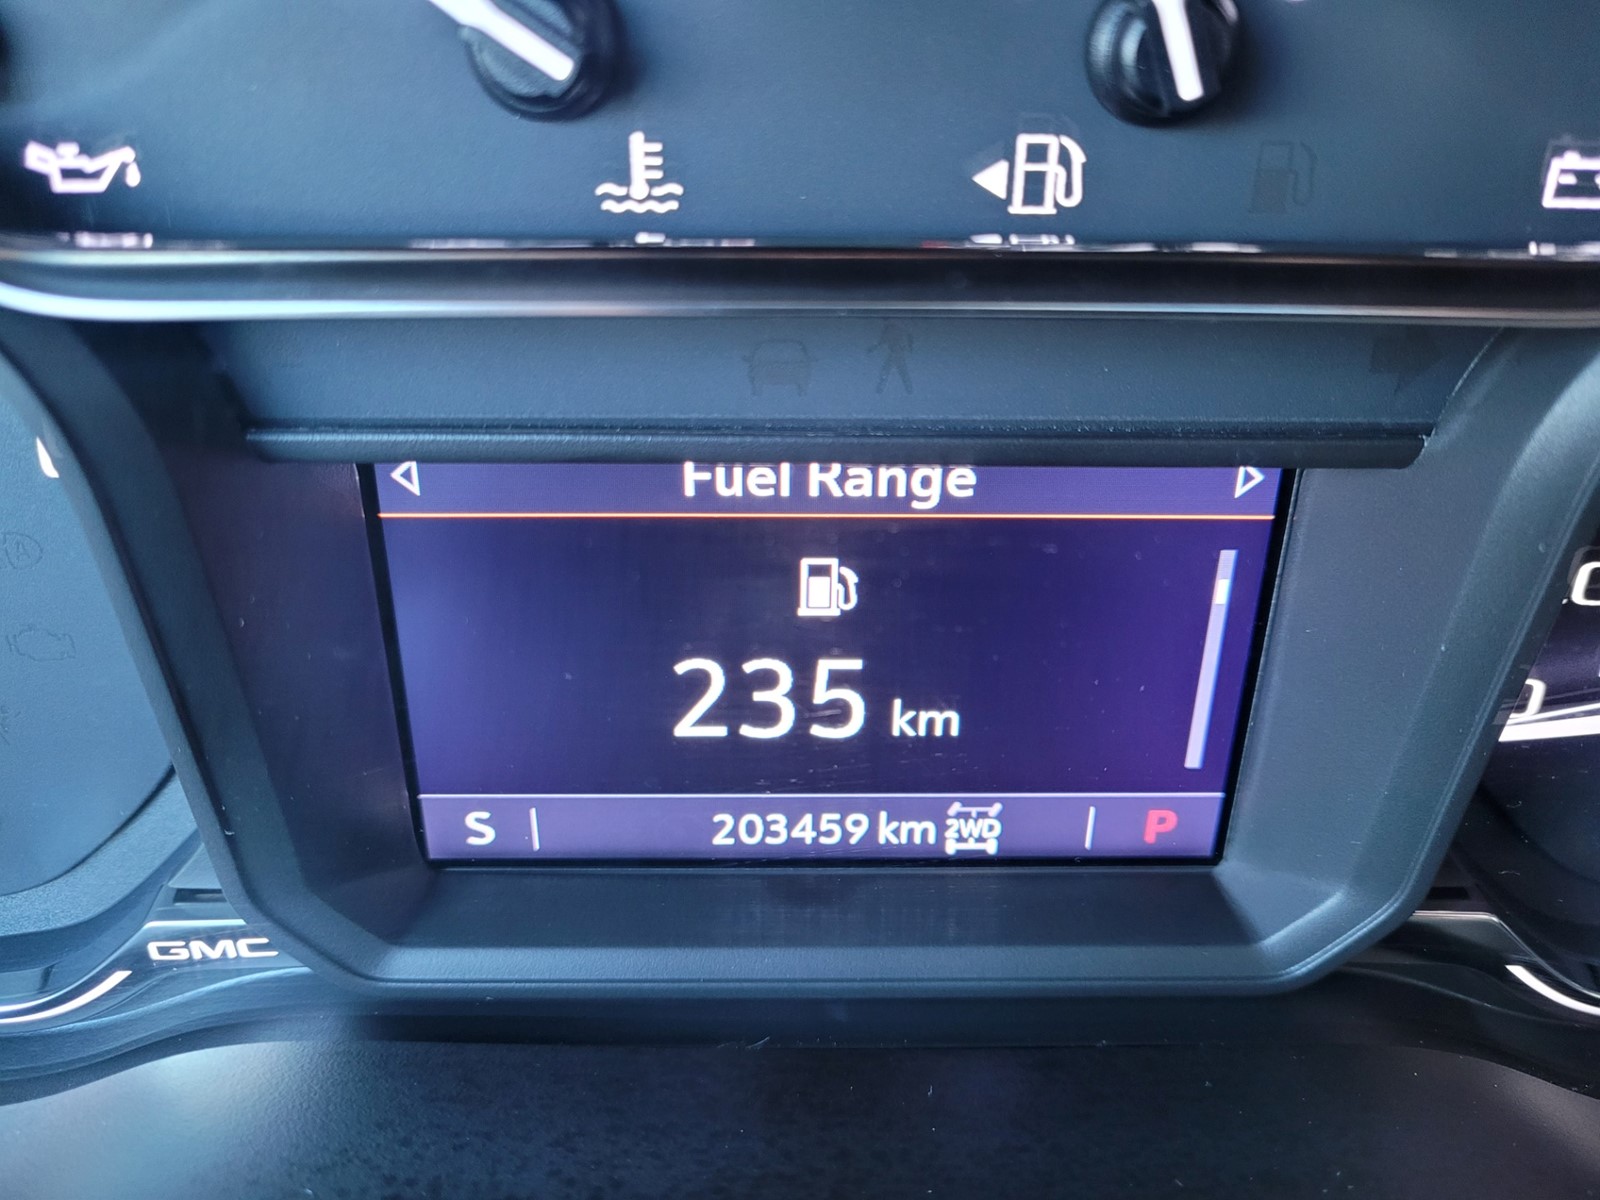 Fuel Range
235 km
S 203459 km 2WD P
GMC